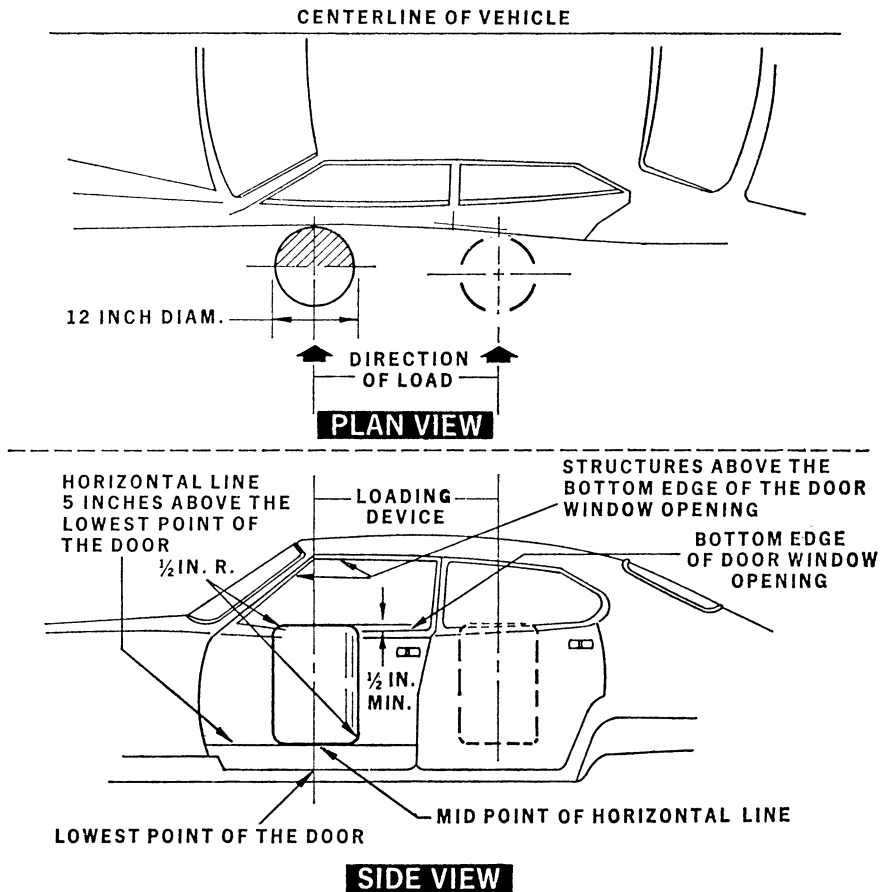 CENTERLINE OF VEHICLE
12 INCH DIAM.
DIRECTION
OF LOAD
PLAN VIEW
HORIZONTAL LINE
5 INCHES ABOVE THE
LOWEST POINT OF
THE DOOR
½ IN. R.
LOADING
DEVICE
STRUCTURES ABOVE THE
BOTTOM EDGE OF THE DOOR
WINDOW OPENING
BOTTOM EDGE
OF DOOR WINDOW
OPENING
½ IN.
MIN.
MID POINT OF HORIZONTAL LINE
LOWEST POINT OF THE DOOR
SIDE VIEW